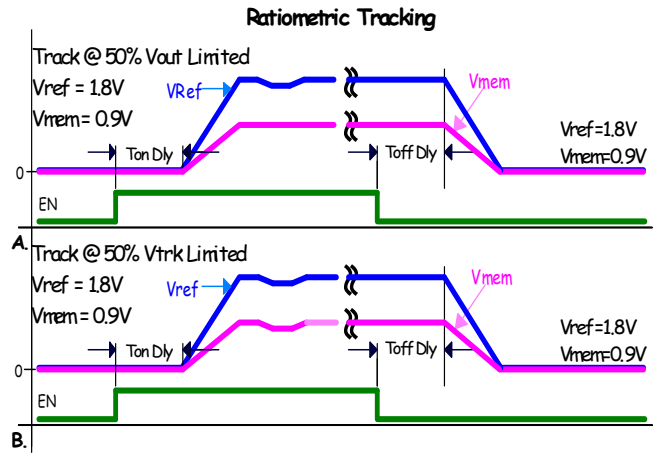 Ratiometric Tracking
Track @ 50% Vout Limited
Vref = 1.8V
Vmem = 0.9V
VRef
Vmem
Vref=1.8V
Vmem=0.9V
Ton Dly
Toff Dly
0
EN
A.
Track @ 50% Vtrk Limited
Vref = 1.8V
Vmem = 0.9V
Vref
Vmem
Vref=1.8V
Vmem=0.9V
Ton Dly
Toff Dly
0
EN
B.